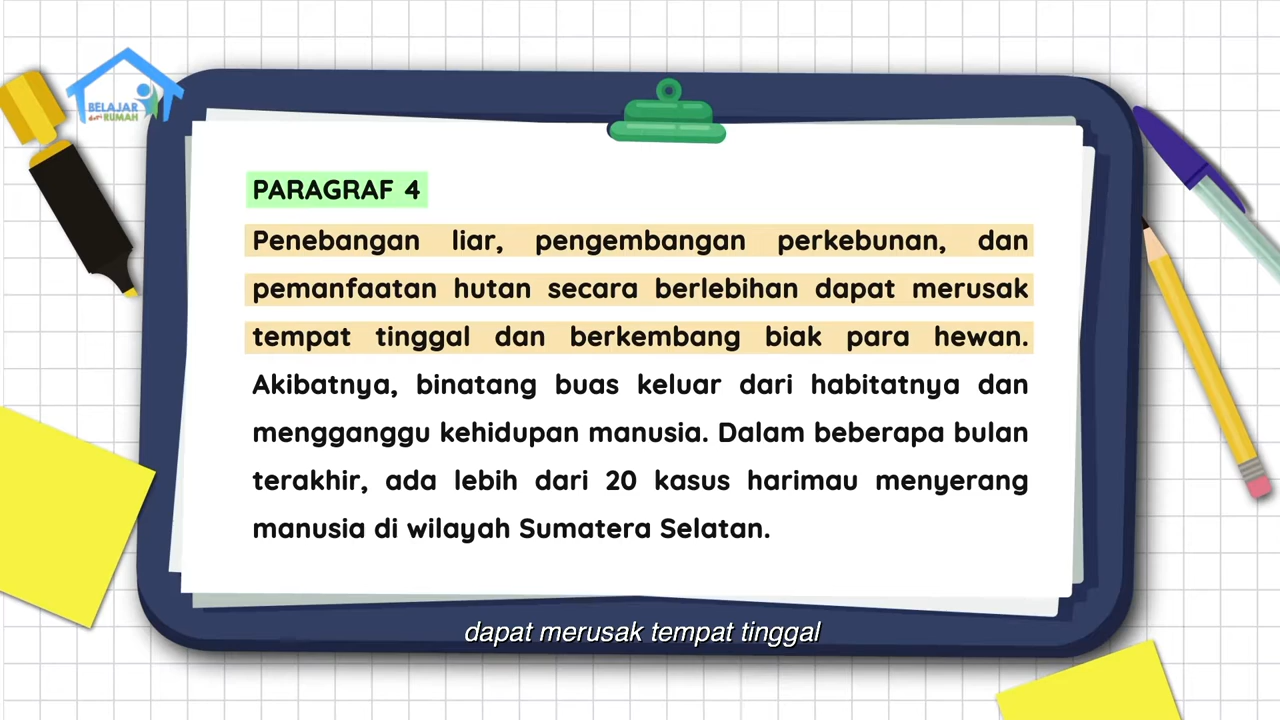 BELAJAR
dari RUMAH
PARAGRAF 4
Penebangan liar, pengembangan perkebunan, dan
pemanfaatan hutan secara berlebihan dapat merusak
tempat tinggal dan berkembang biak para hewan.
Akibatnya, binatang buas keluar dari habitatnya dan
mengganggu kehidupan manusia. Dalam beberapa bulan
terakhir, ada lebih dari 20 kasus harimau menyerang
manusia di wilayah Sumatera Selatan.
dapat merusak tempat tinggal